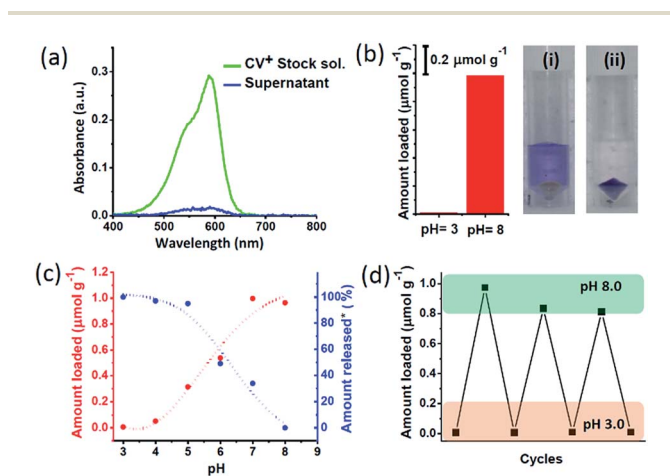 (a)
CV+ Stock sol.
Supernatant
Absorbance (a.u.)
0.3
0.2
0.1
0.0
400 500 600 700 800
Wavelength (nm)
(b)
0.2 μmol g-1
Amount loaded (μmol g-1)
pH= 3 pH= 8
(i)
(ii)
(c)
Amount loaded (μmol g-1)
1.2
1.0
0.8
0.6
0.4
0.2
0.0
3 4 5 6 7 8 9
pH
100%
80
60
40
20
0
Amount released* (%)
(d)
Amount loaded (μmol g-1)
1.0
0.8
0.6
0.4
0.2
0.0
pH 8.0
pH 3.0
Cycles